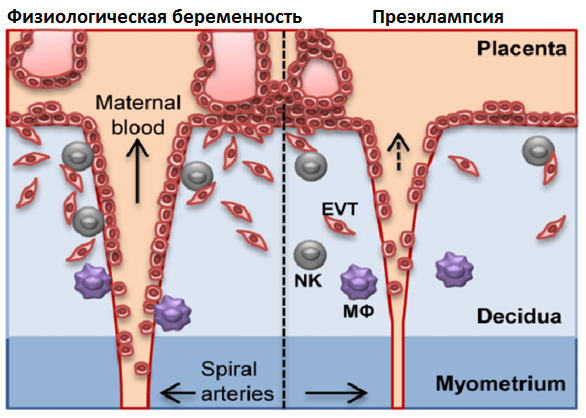 Физиологическая беременность
Преэклампсия
Placenta
Maternal
blood
EVT
NK
МФ
Decidua
Spiral
arteries
Myometrium